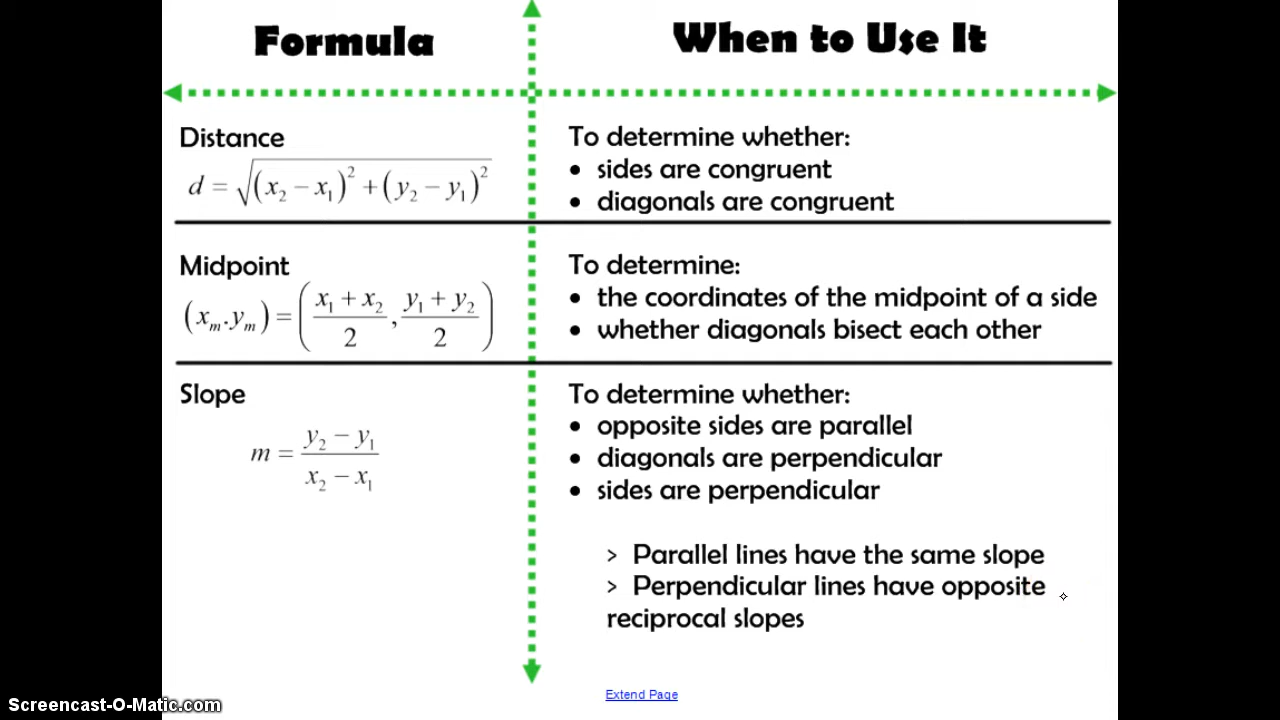 Formula
When to Use It
Distance
d = √(x₂ − x₁)² + (y₂ − y₁)²
To determine whether:
• sides are congruent
• diagonals are congruent
Midpoint
(xₘ.yₘ) = (x₁ + x₂ / 2 , y₁ + y₂ / 2)
To determine:
• the coordinates of the midpoint of a side
• whether diagonals bisect each other
Slope
m = y₂ − y₁ / x₂ − x₁
To determine whether:
• opposite sides are parallel
• diagonals are perpendicular
• sides are perpendicular
> Parallel lines have the same slope
> Perpendicular lines have opposite
reciprocal slopes
Extend Page
Screencast-O-Matic.com